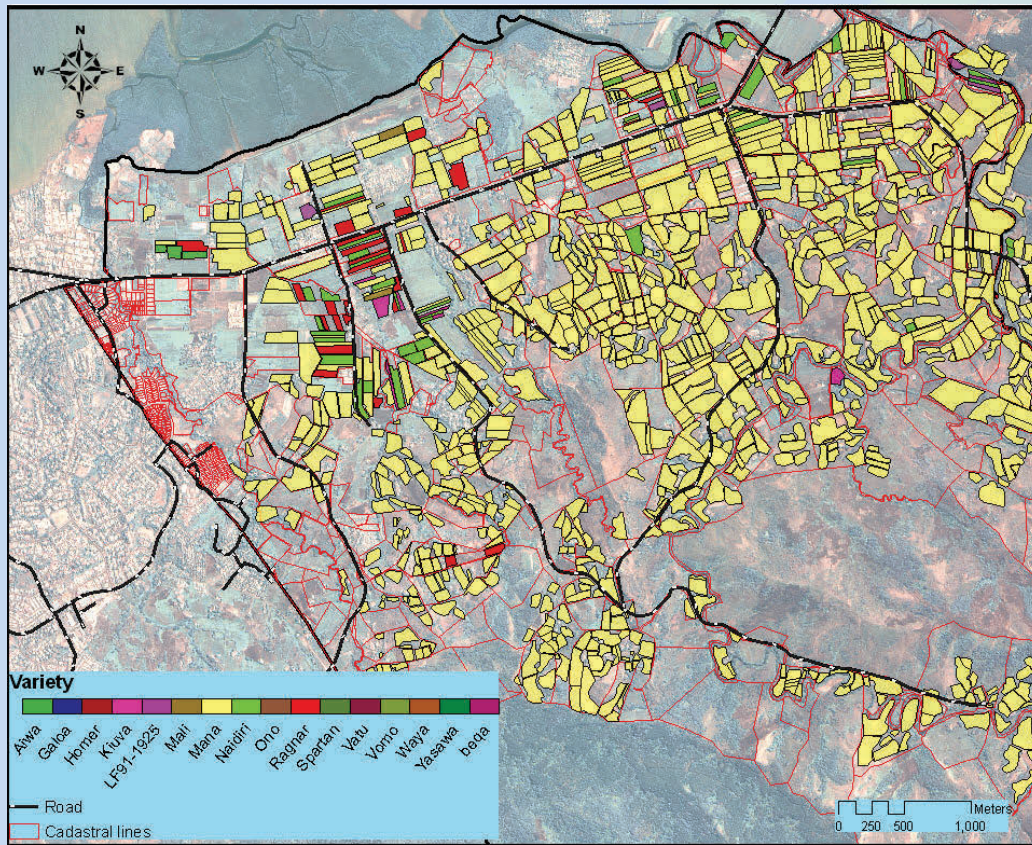 N
W E
S
Variety
Aiwa
Galoa
Homer
Kiuva
LF91-1925
Mali
Mana
Naidiri
Ono
Ragnar
Spartan
Vatu
Vomo
Waya
Yasawa
beqa
Road
Cadastral lines
Meters
0 250 500 1,000